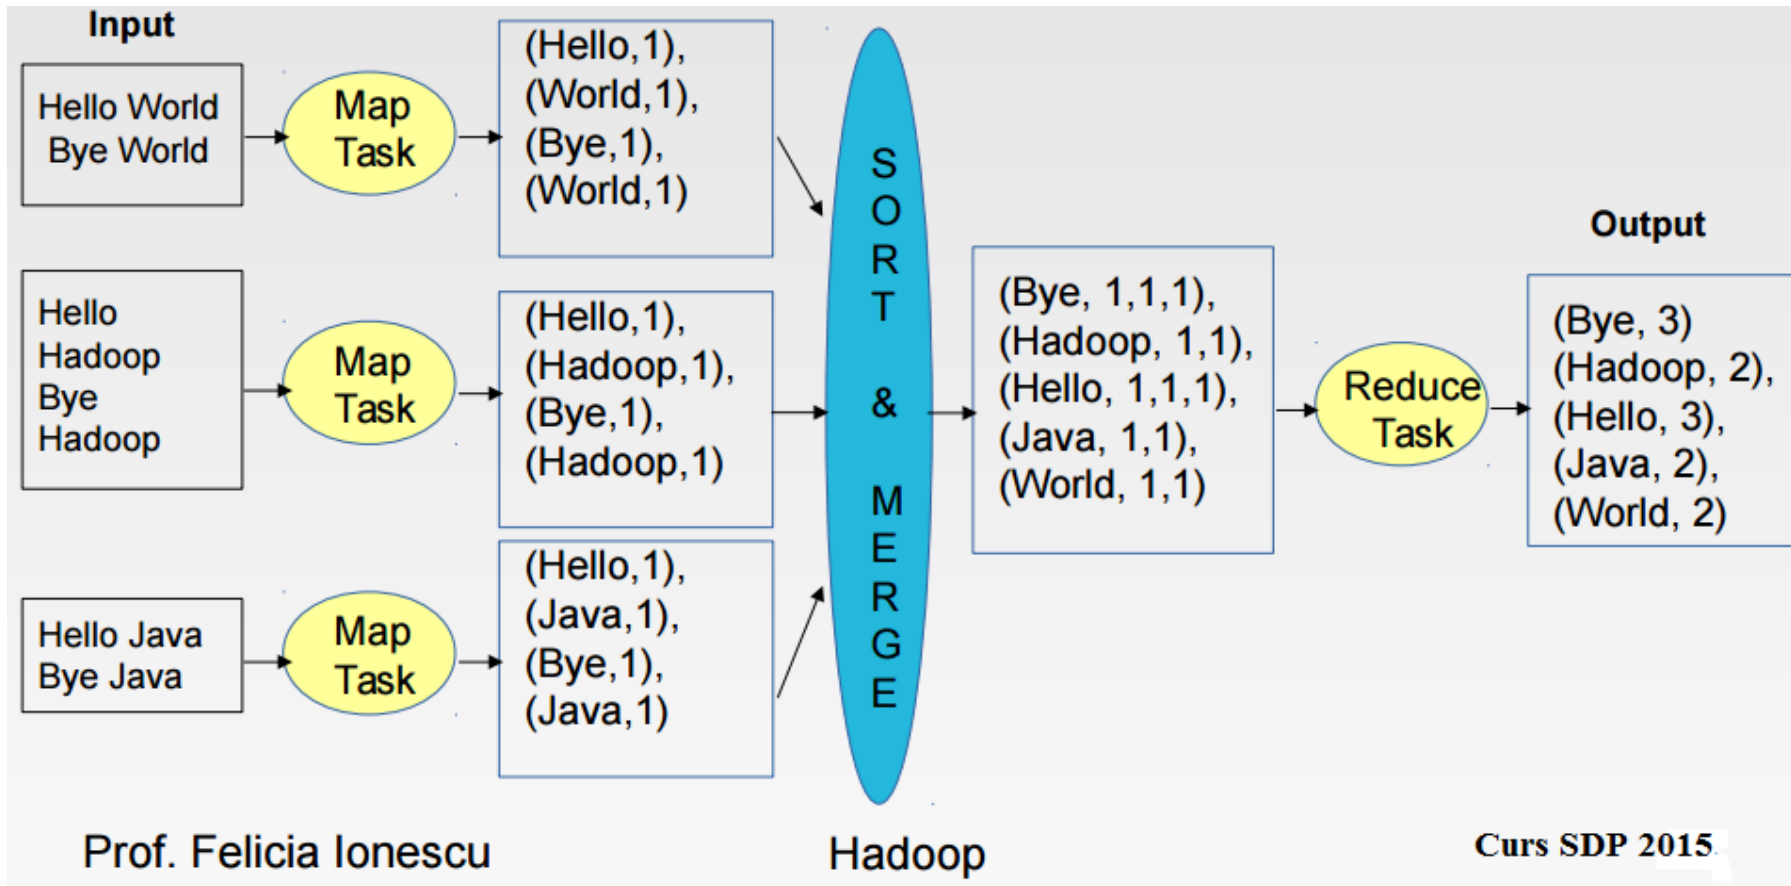 Input
Hello World
Bye World
Map
Task
(Hello,1),
(World,1),
(Bye,1),
(World,1)
Hello
Hadoop
Bye
Hadoop
Map
Task
(Hello,1),
(Hadoop,1),
(Bye,1),
(Hadoop,1)
Hello Java
Bye Java
Map
Task
(Hello,1),
(Java,1),
(Bye,1),
(Java,1)
SORT
&
MERGE
(Bye, 1,1,1),
(Hadoop, 1,1),
(Hello, 1,1,1),
(Java, 1,1),
(World, 1,1)
Reduce
Task
Output
(Bye, 3)
(Hadoop, 2),
(Hello, 3),
(Java, 2),
(World, 2)
Prof. Felicia Ionescu
Hadoop
Curs SDP 2015.